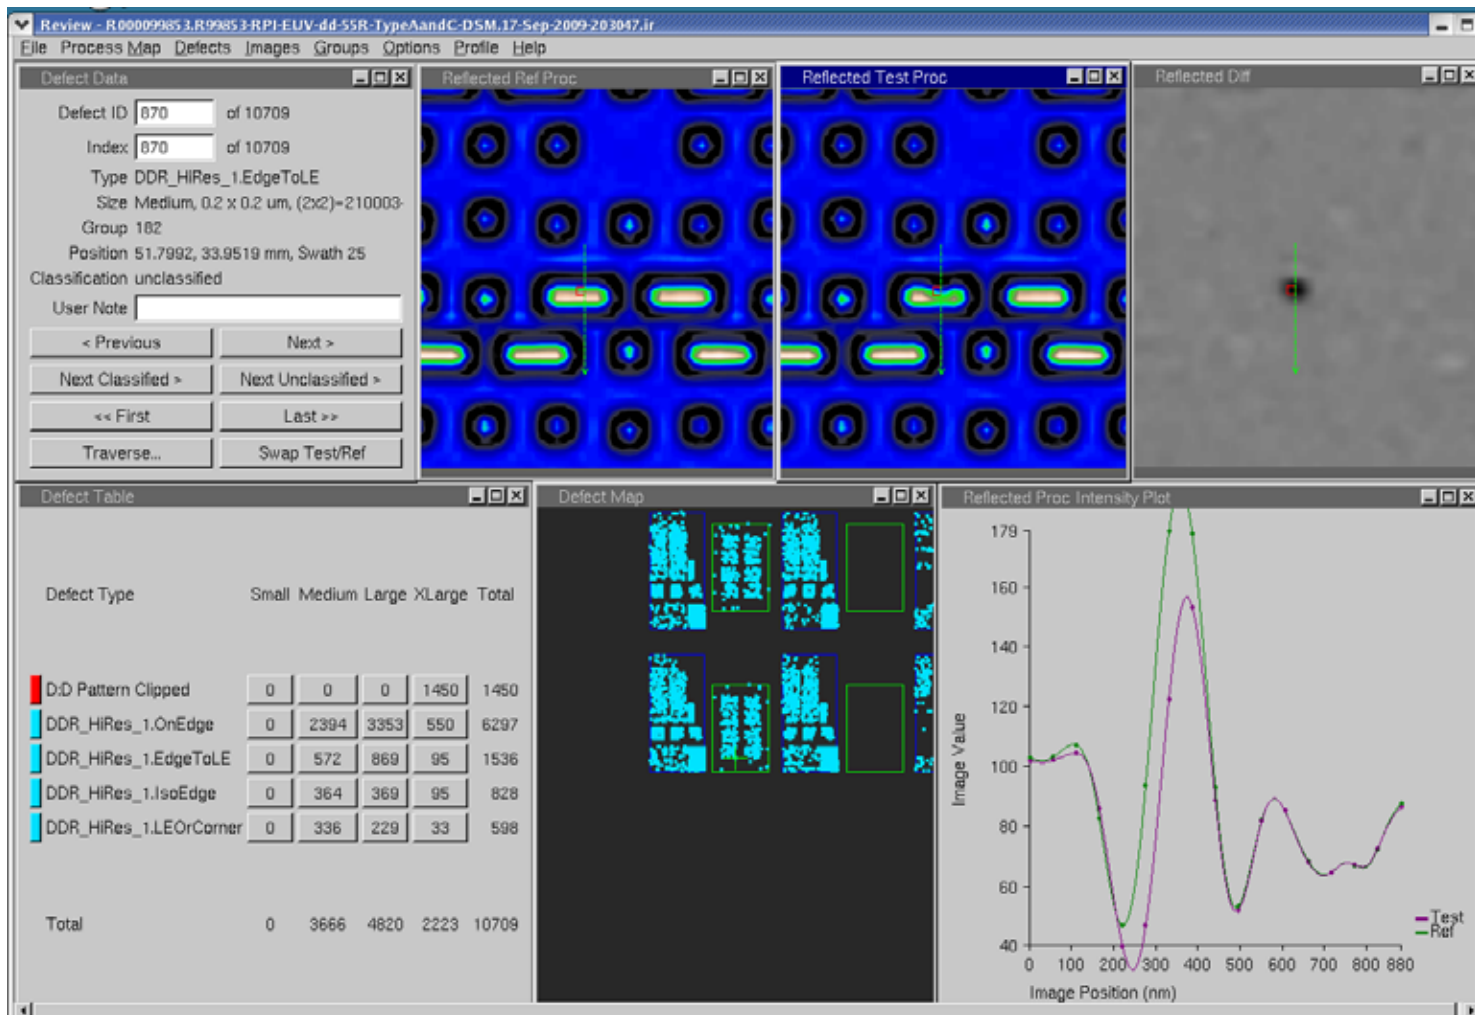 Review - R000099853.R99853-RPI-EUV-dd-55R-TypeAandC-DSM.17-Sep-2009-203047.ir
File Process Map Defects Images Groups Options Profile Help
Defect Data
Defect ID 870 of 10709
Index 870 of 10709
Type DDR_HiRes_1.EdgeToLE
Size Medium, 0.2 x 0.2 um, (2x2)=210003-
Group 182
Position 51.7992, 33.9519 mm, Swath 25
Classification unclassified
User Note
< Previous Next >
Next Classified > Next Unclassified >
<< First Last >>
Traverse... Swap Test/Ref
Reflected Ref Proc
Reflected Test Proc
Reflected Diff
Defect Table
Defect Type Small Medium Large XLarge Total
D:D Pattern Clipped 0 0 0 1450 1450
DDR_HiRes_1.OnEdge 0 2394 3353 550 6297
DDR_HiRes_1.EdgeToLE 0 572 869 95 1536
DDR_HiRes_1.IsoEdge 0 364 369 95 828
DDR_HiRes_1.LEOrCorner 0 336 229 33 598
Total 0 3666 4820 2223 10709
Defect Map
Reflected Proc Intensity Plot
179
160
140
120
100
80
60
40
Image Value
0 100 200 300 400 500 600 700 800 880
Image Position (nm)
Test
Ref